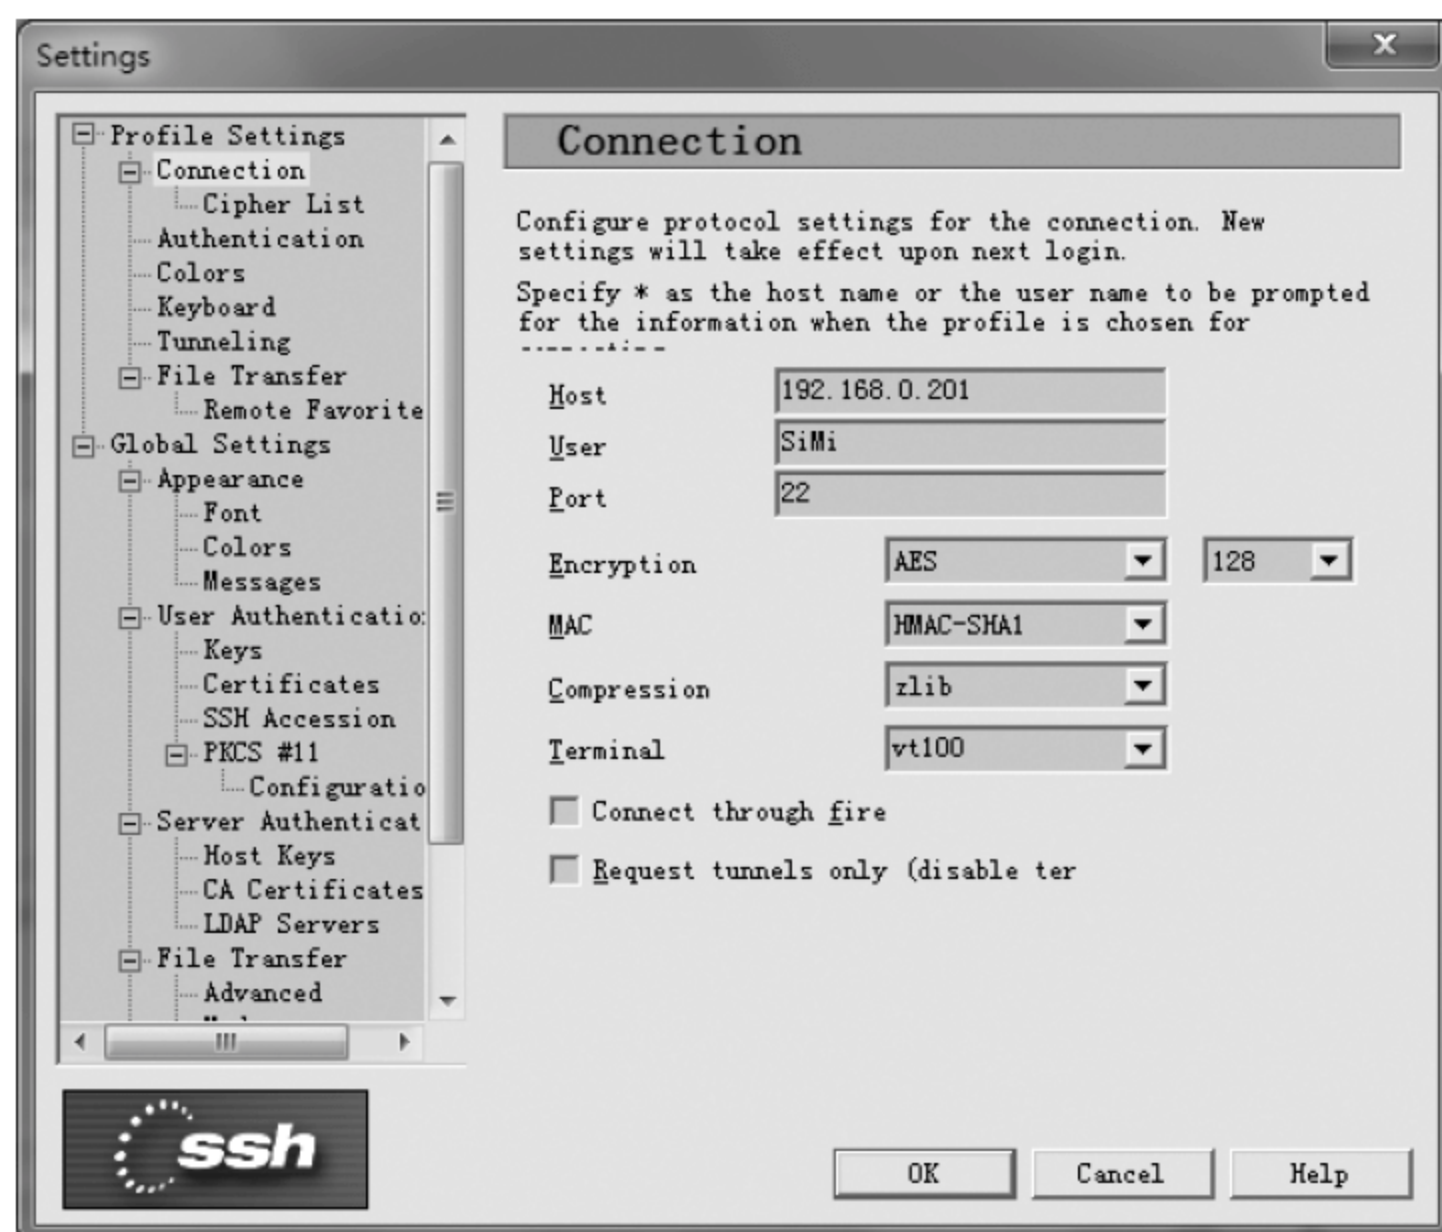 Settings
Profile Settings
Connection
Cipher List
Authentication
Colors
Keyboard
Tunneling
File Transfer
Remote Favorite
Global Settings
Appearance
Font
Colors
Messages
User Authenticatio
Keys
Certificates
SSH Accession
PKCS #11
Configuratio
Server Authenticat
Host Keys
CA Certificates
LDAP Servers
File Transfer
Advanced
ssh
Connection
Configure protocol settings for the connection. New
settings will take effect upon next login.
Specify * as the host name or the user name to be prompted
for the information when the profile is chosen for
Host 192.168.0.201
User SiMi
Port 22
Encryption AES 128
MAC HMAC-SHA1
Compression zlib
Terminal vt100
Connect through fire
Request tunnels only (disable ter
OK Cancel Help